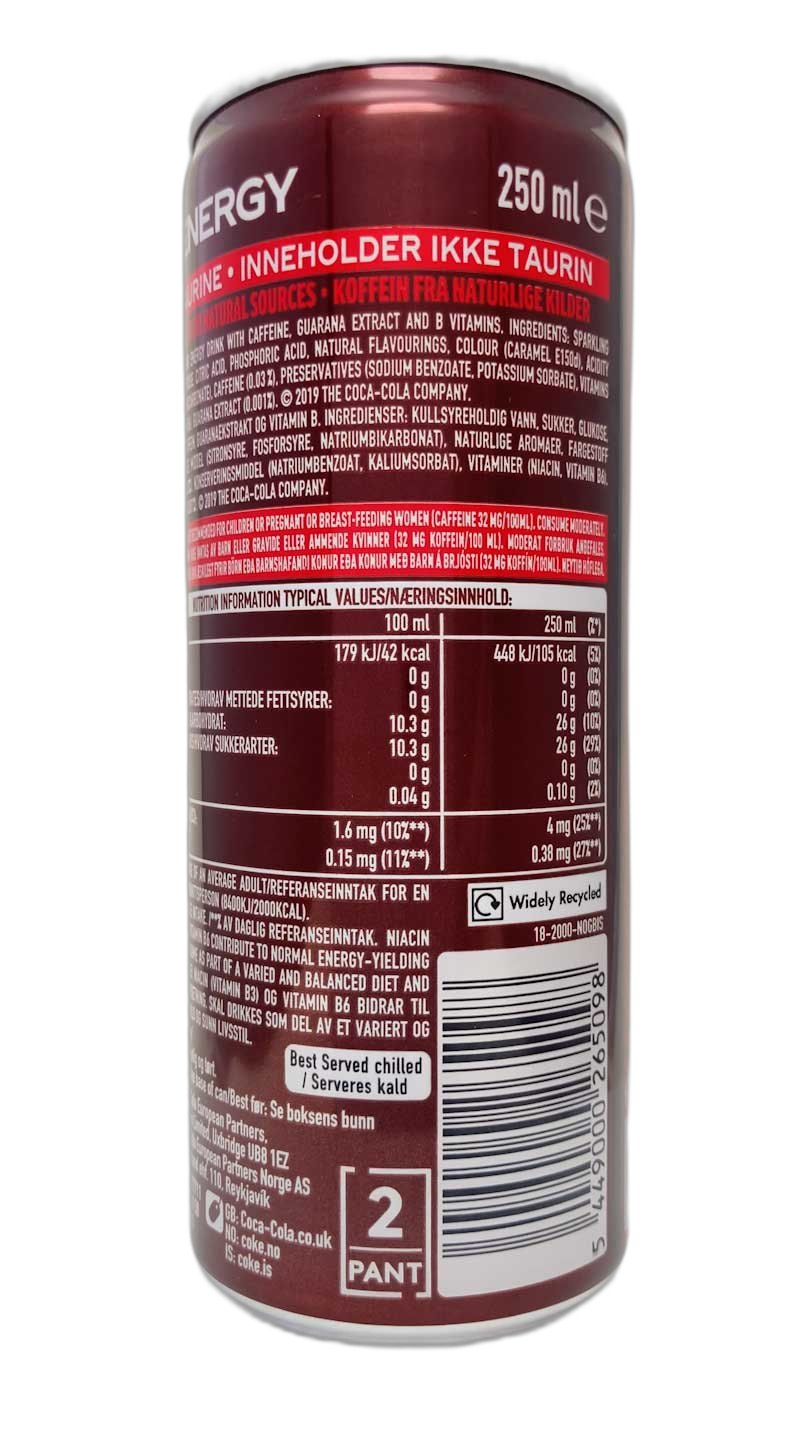 NERGY
250 ml e
URINE • INNEHOLDER IKKE TAURIN
NATURAL SOURCES • KOFFEIN FRA NATURLIGE KILDER
ENERGY DRINK WITH CAFFEINE, GUARANA EXTRACT AND B VITAMINS. INGREDIENTS: SPARKLING
CITRIC ACID, PHOSPHORIC ACID, NATURAL FLAVOURINGS, COLOUR (CARAMEL E150d), ACIDITY
CAFFEINE (0.03%), PRESERVATIVES (SODIUM BENZOATE, POTASSIUM SORBATE), VITAMINS
GUARANA EXTRACT (0.001%). © 2019 THE COCA-COLA COMPANY.
GUARANAEKSTRAKT OG VITAMIN B. INGREDIENSER: KULLSYREHOLDIG VANN, SUKKER, GLUKOSE,
(SITRONSYRE, FOSFORSYRE, NATRIUMBIKARBONAT), NATURLIGE AROMAER, FARGESTOFF
KONSERVERINGSMIDDEL (NATRIUMBENZOAT, KALIUMSORBAT), VITAMINER (NIACIN, VITAMIN B6),
© 2019 THE COCA-COLA COMPANY.
FOR CHILDREN OR PREGNANT OR BREAST-FEEDING WOMEN (CAFFEINE 32 MG/100ML). CONSUME MODERATELY.
AV BARN ELLER GRAVIDE ELLER AMMENDE KVINNER (32 MG KOFFEIN/100 ML). MODERAT FORBRUK ANBEFALES.
FYRIR BÖRN EÐA BARNSHAFANDI KONUR EÐA KONUR MEÐ BARN Á BRJÓSTI (32 MG KOFFÍN/100ML). NEYTIÐ HÓFLEGA.
NUTRITION INFORMATION TYPICAL VALUES/NÆRINGSINNHOLD:
100 ml 250 ml (%*)
179 kJ/42 kcal 448 kJ/105 kcal (5%)
0 g 0 g (0%)
HVORAV METTEDE FETTSYRER: 0 g 0 g (0%)
10.3 g 26 g (10%)
HVORAV SUKKERARTER: 10.3 g 26 g (29%)
0 g 0 g (0%)
0.04 g 0.10 g (2%)
1.6 mg (10%**) 4 mg (25%**)
0.15 mg (11%**) 0.38 mg (27%**)
OF AN AVERAGE ADULT/REFERANSEINNTAK FOR EN
(8400KJ/2000KCAL).
AV DAGLIG REFERANSEINNTAK. NIACIN
B6 CONTRIBUTE TO NORMAL ENERGY-YIELDING
AS PART OF A VARIED AND BALANCED DIET AND
NIACIN (VITAMIN B3) OG VITAMIN B6 BIDRAR TIL
SKAL DRIKKES SOM DEL AV ET VARIERT OG
OG SUNN LIVSSTIL.
Widely Recycled
18-2000-NOGBIS
Best Served chilled
/ Serveres kald
og tørt.
base of can/Best før: Se boksens bunn
European Partners,
Limited, Uxbridge UB8 1EZ
European Partners Norge AS
110, Reykjavík
GB: Coca-Cola.co.uk
NO: coke.no
IS: coke.is
2
PANT
5 449000 265098